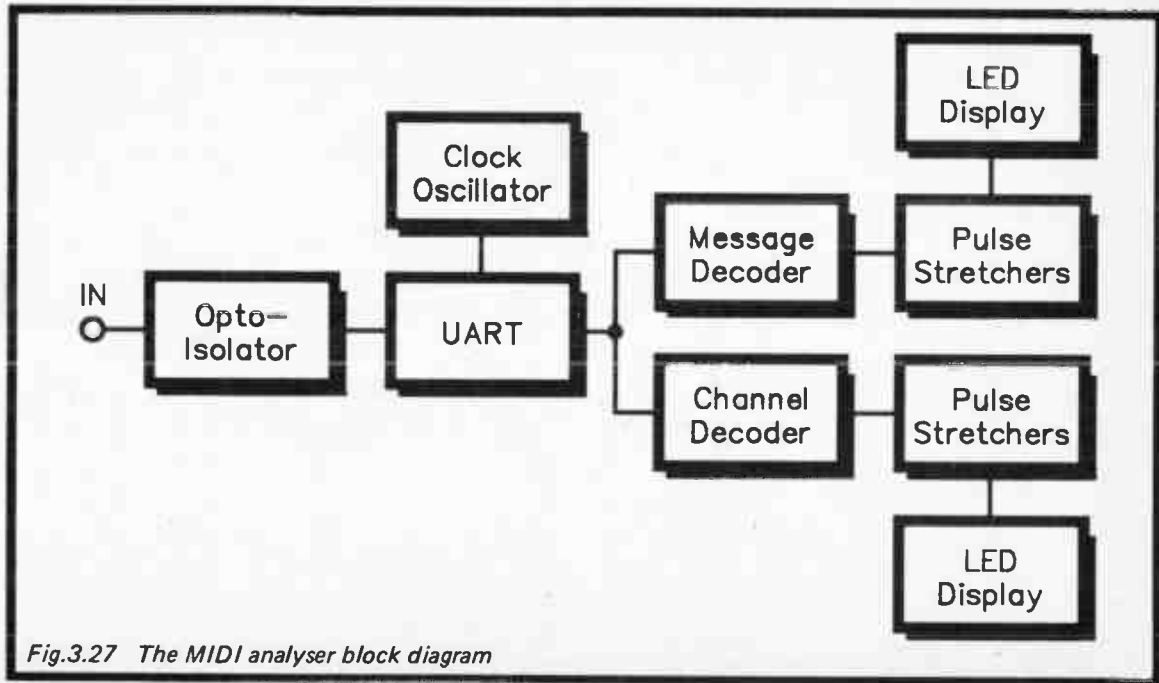 LED
Display
Clock
Oscillator
Message
Decoder
Pulse
Stretchers
IN
Opto-
Isolator
UART
Channel
Decoder
Pulse
Stretchers
LED
Display
Fig.3.27 The MIDI analyser block diagram